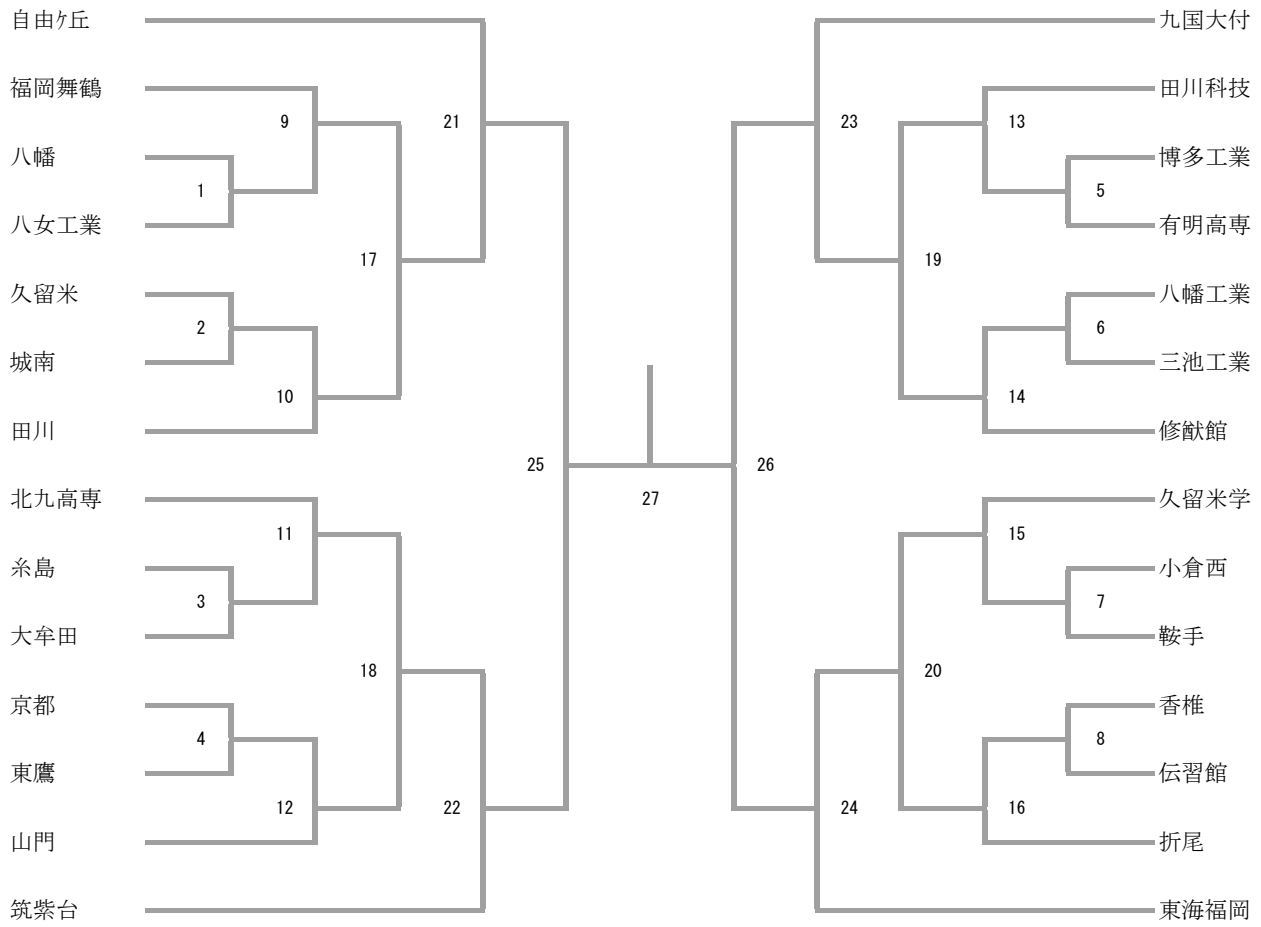 自由ｹ丘
九国大付
福岡舞鶴
田川科技
9
21
23
13
八幡
博多工業
1
5
八女工業
有明高専
17
19
久留米
八幡工業
2
6
城南
三池工業
10
14
田川
修猷館
25
26
北九高専
27
久留米学
11
15
糸島
小倉西
3
7
大牟田
鞍手
18
20
京都
香椎
4
8
東鷹
伝習館
12
22
24
16
山門
折尾
筑紫台
東海福岡